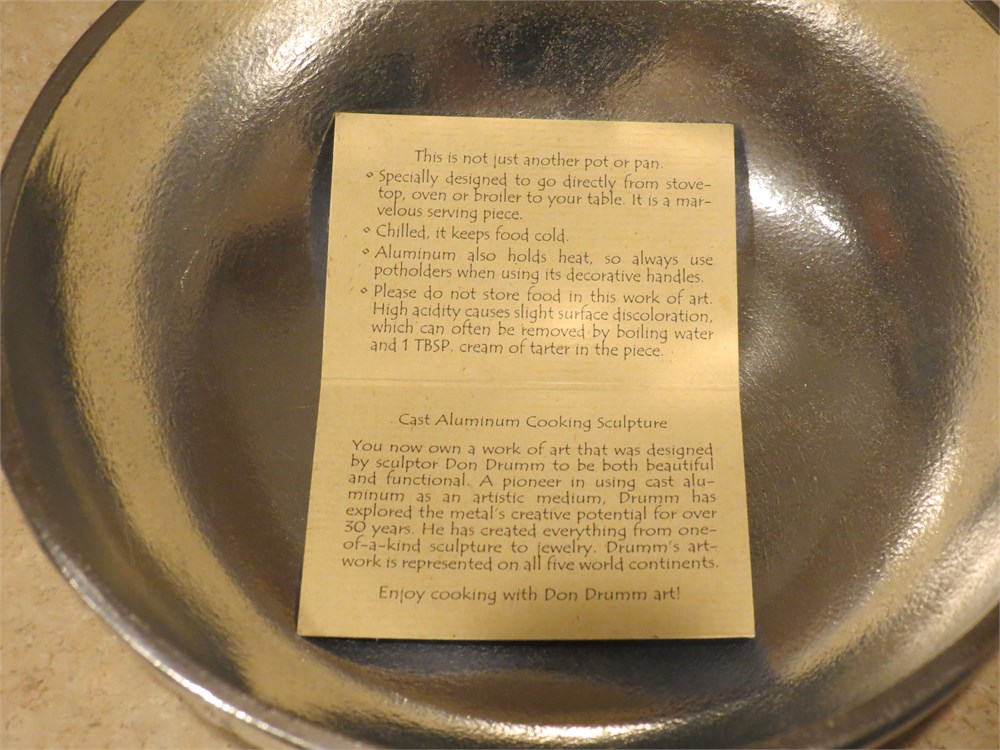 This is not just another pot or pan.
⋄ Specially designed to go directly from stove-
top, oven or broiler to your table. It is a mar-
velous serving piece.
⋄ Chilled, it keeps food cold.
⋄ Aluminum also holds heat, so always use
potholders when using its decorative handles.
⋄ Please do not store food in this work of art.
High acidity causes slight surface discoloration,
which can often be removed by boiling water
and 1 TBSP. cream of tarter in the piece.
Cast Aluminum Cooking Sculpture
You now own a work of art that was designed
by sculptor Don Drumm to be both beautiful
and functional. A pioneer in using cast alu-
minum as an artistic medium, Drumm has
explored the metal's creative potential for over
30 years. He has created everything from one-
of-a-kind sculpture to jewelry. Drumm's art-
work is represented on all five world continents.
Enjoy cooking with Don Drumm art!